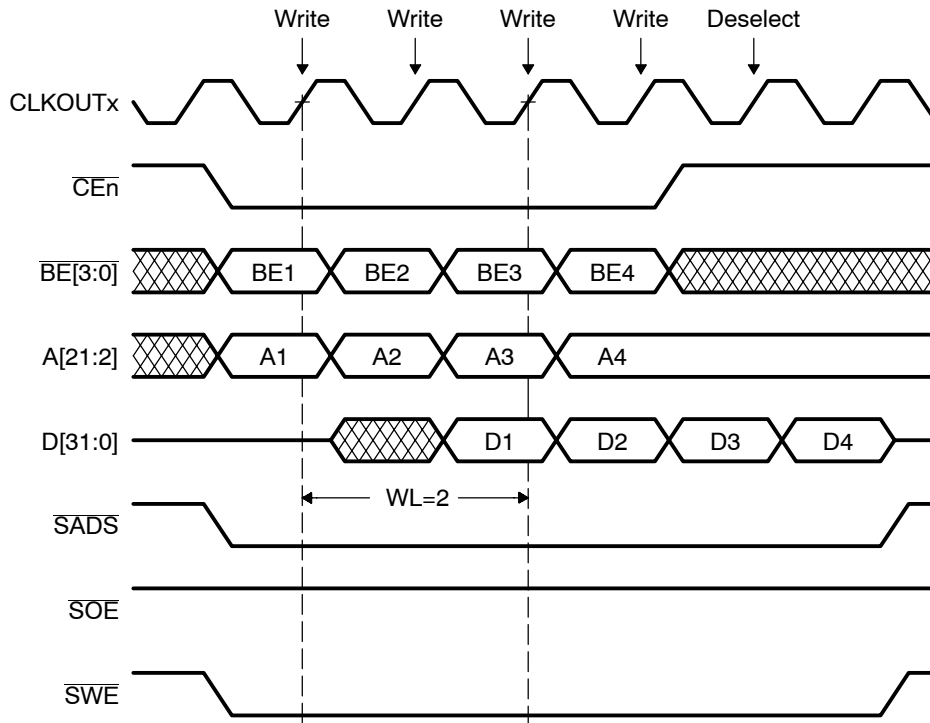 Write Write Write Write Deselect
CLKOUTx
CEn
BE[3:0] BE1 BE2 BE3 BE4
A[21:2] A1 A2 A3 A4
D[31:0] D1 D2 D3 D4
WL=2
SADS
SOE
SWE